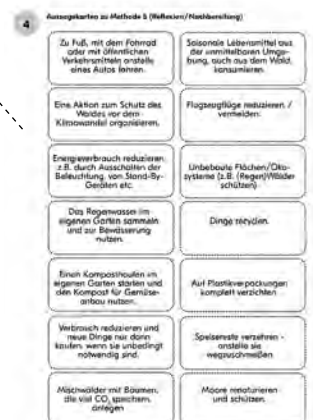 4
Aussagekarten zu Methode 5 (Reflexion/Nachbereitung)
Zu Fuß, mit dem Fahrrad
oder mit öffentlichen
Verkehrsmitteln anstelle
eines Autos fahren.
Saisonale Lebensmittel aus
der unmittelbaren Umge-
bung, auch aus dem Wald,
konsumieren.
Eine Aktion zum Schutz des
Waldes vor dem
Klimawandel organisieren.
Flugzeugflüge reduzieren /
vermeiden.
Energieverbrauch reduzieren
z.B. durch Ausschalten der
Beleuchtung, von Stand-By-
Geräten etc.
Unbebaute Flächen/Öko-
systeme (z.B. (Regen)Wälder
schützen)
Das Regenwasser im
eigenen Garten sammeln
und zur Bewässerung
nutzen.
Dinge recyclen.
Einen Komposthaufen im
eigenen Garten starten und
den Kompost für Gemüse-
anbau nutzen.
Auf Plastikverpackungen
komplett verzichten
Verbrauch reduzieren und
neue Dinge nur dann
kaufen, wenn sie unbedingt
notwendig sind.
Speisereste verzehren -
anstelle sie
wegzuschmeißen
Mischwälder mit Bäumen,
die viel CO₂ speichern,
anlegen
Moore renaturieren
und schützen.